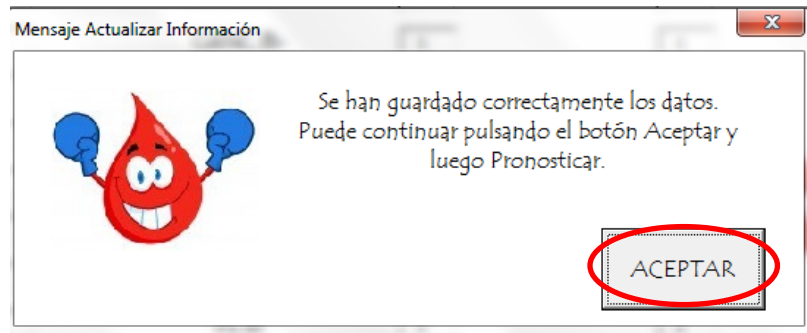 Mensaje Actualizar Información
Se han guardado correctamente los datos.
Puede continuar pulsando el botón Aceptar y
luego Pronosticar.
ACEPTAR